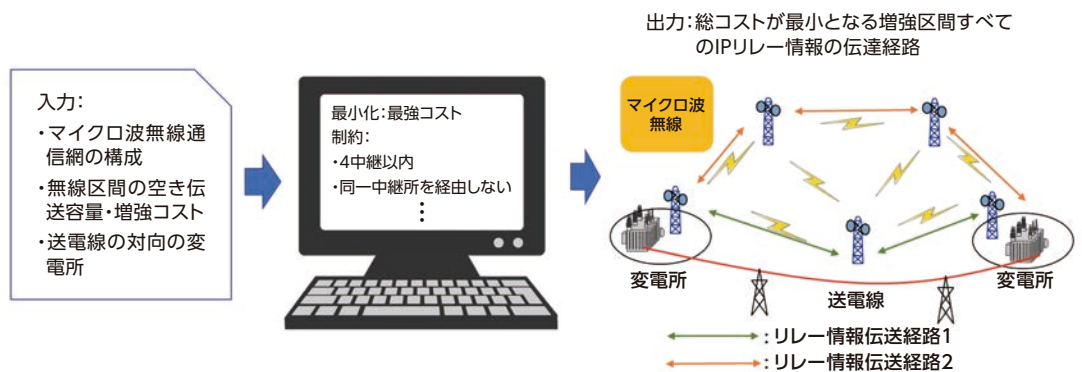 入力:
・マイクロ波無線通
信網の構成
・無線区間の空き伝
送容量・増強コスト
・送電線の対向の変
電所
最小化:最強コスト
制約:
・4中継以内
・同一中継所を経由しない
⋮
出力:総コストが最小となる増強区間すべて
のIPリレー情報の伝達経路
マイクロ波
無線
変電所
変電所
送電線
:リレー情報伝送経路1
:リレー情報伝送経路2